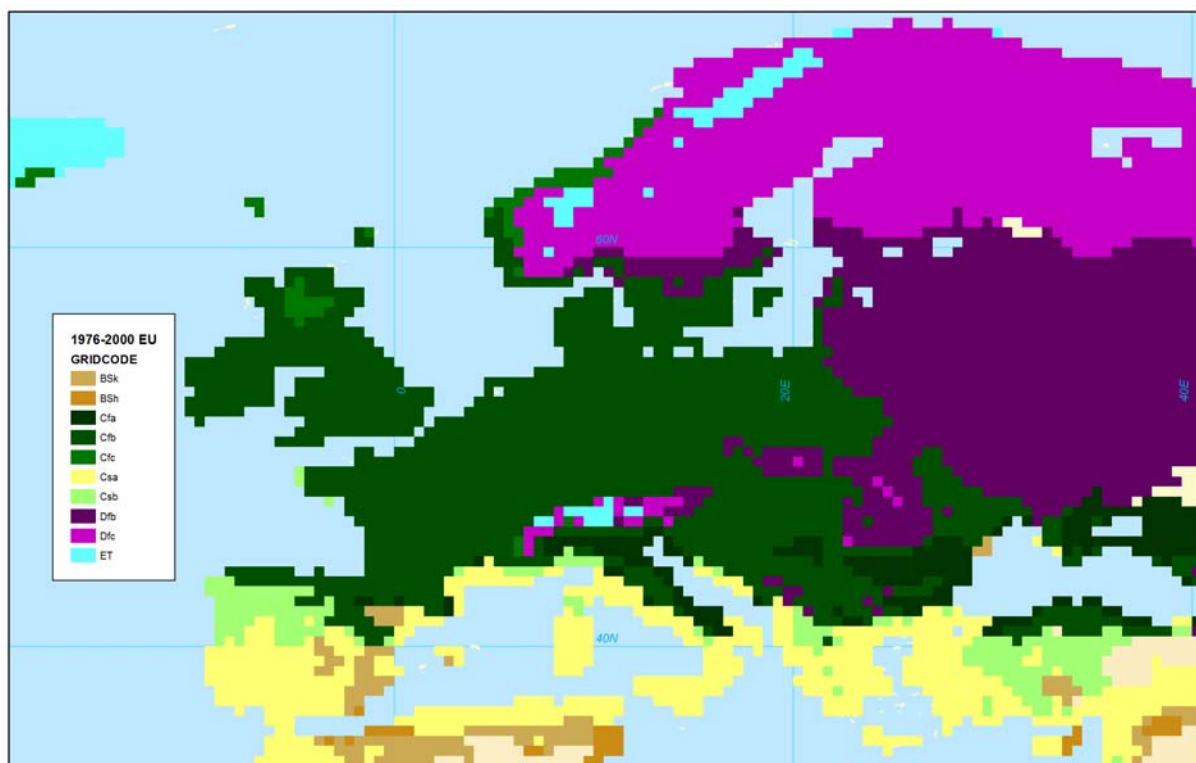 60N
1976-2000 EU
GRIDCODE
BSk
BSh
Cfa
Cfb
Cfc
Csa
Csb
Dfb
Dfc
ET
0
20E
40E
40N